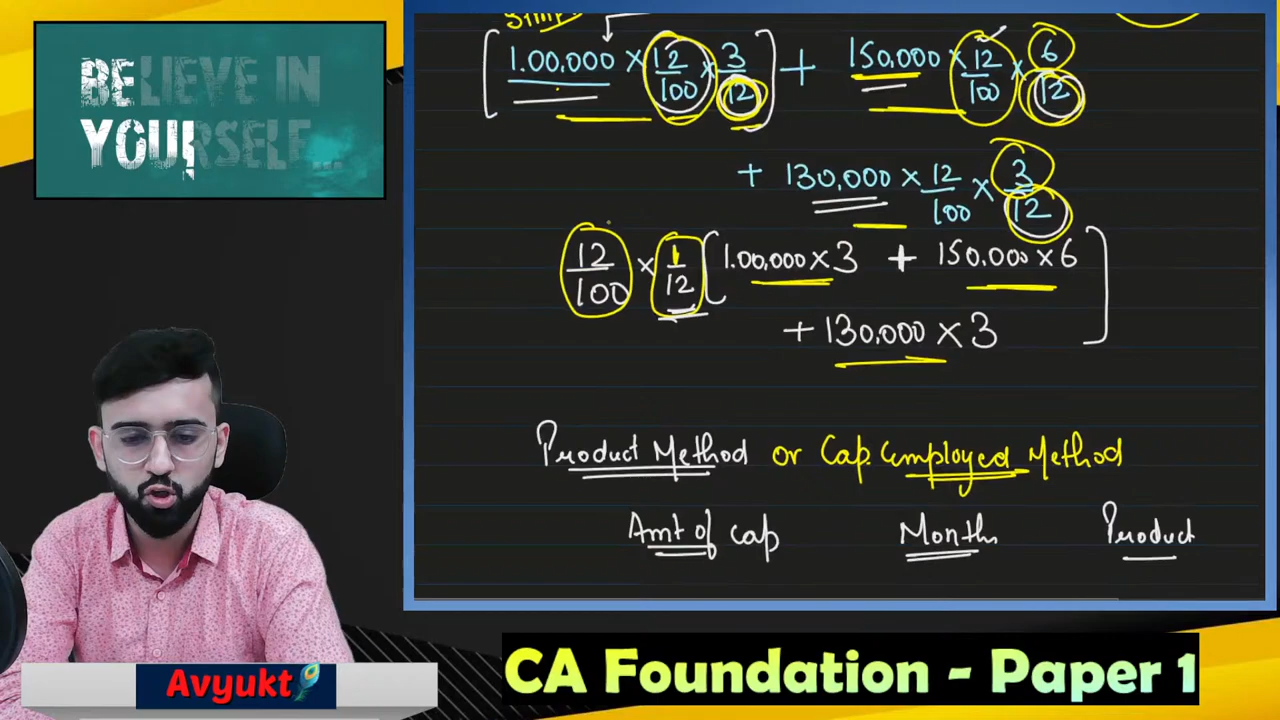 BELIEVE IN
YOURSELF...
Simp
[1.00,000 × 12/100 × 3/12] + 150,000 × 12/100 × 6/12
+ 130,000 × 12/100 × 3/12
12/100 × 1/12 [1.00,000 × 3 + 150,000 × 6
+ 130,000 × 3]
Product Method or Cap. Employed Method
Amt of cap Months Product
Avyukt
CA Foundation - Paper 1